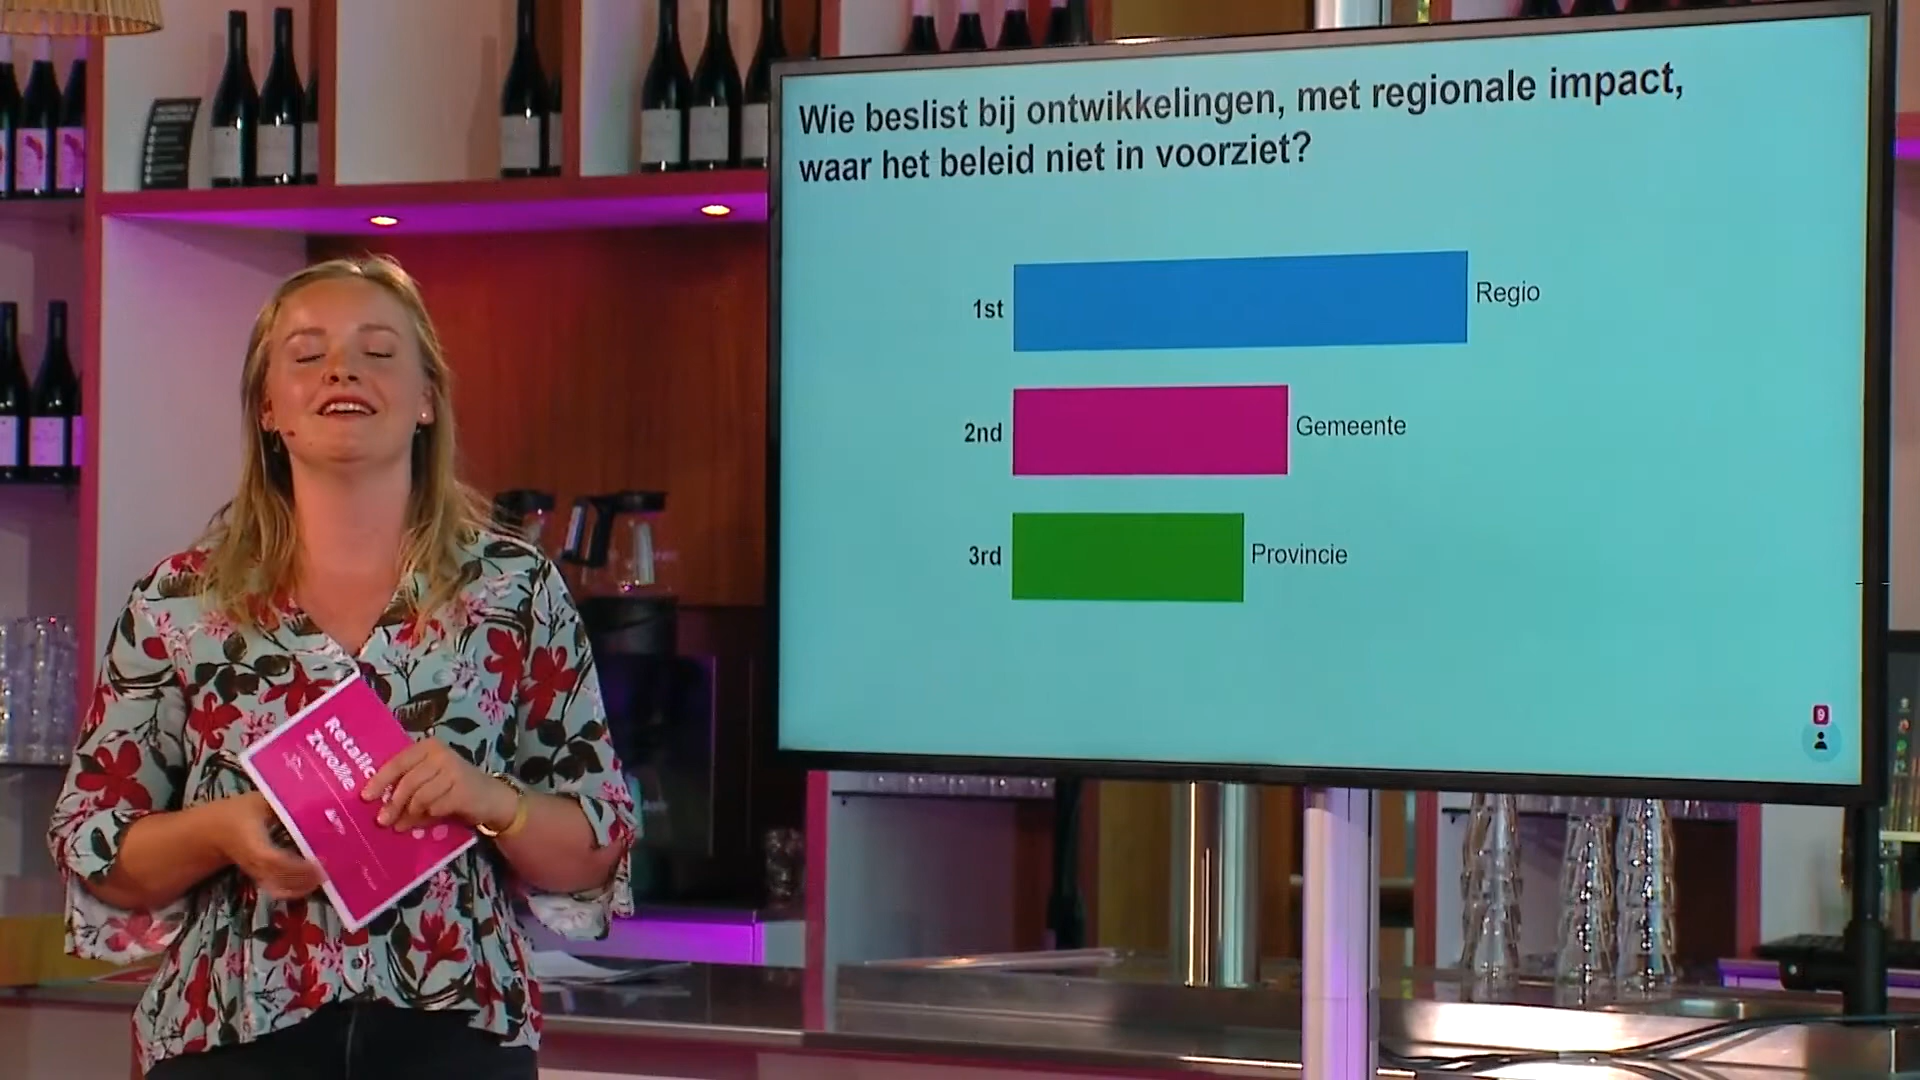 Wie beslist bij ontwikkelingen, met regionale impact,
waar het beleid niet in voorziet?
1st
Regio
2nd
Gemeente
3rd
Provincie
9
Zwolle